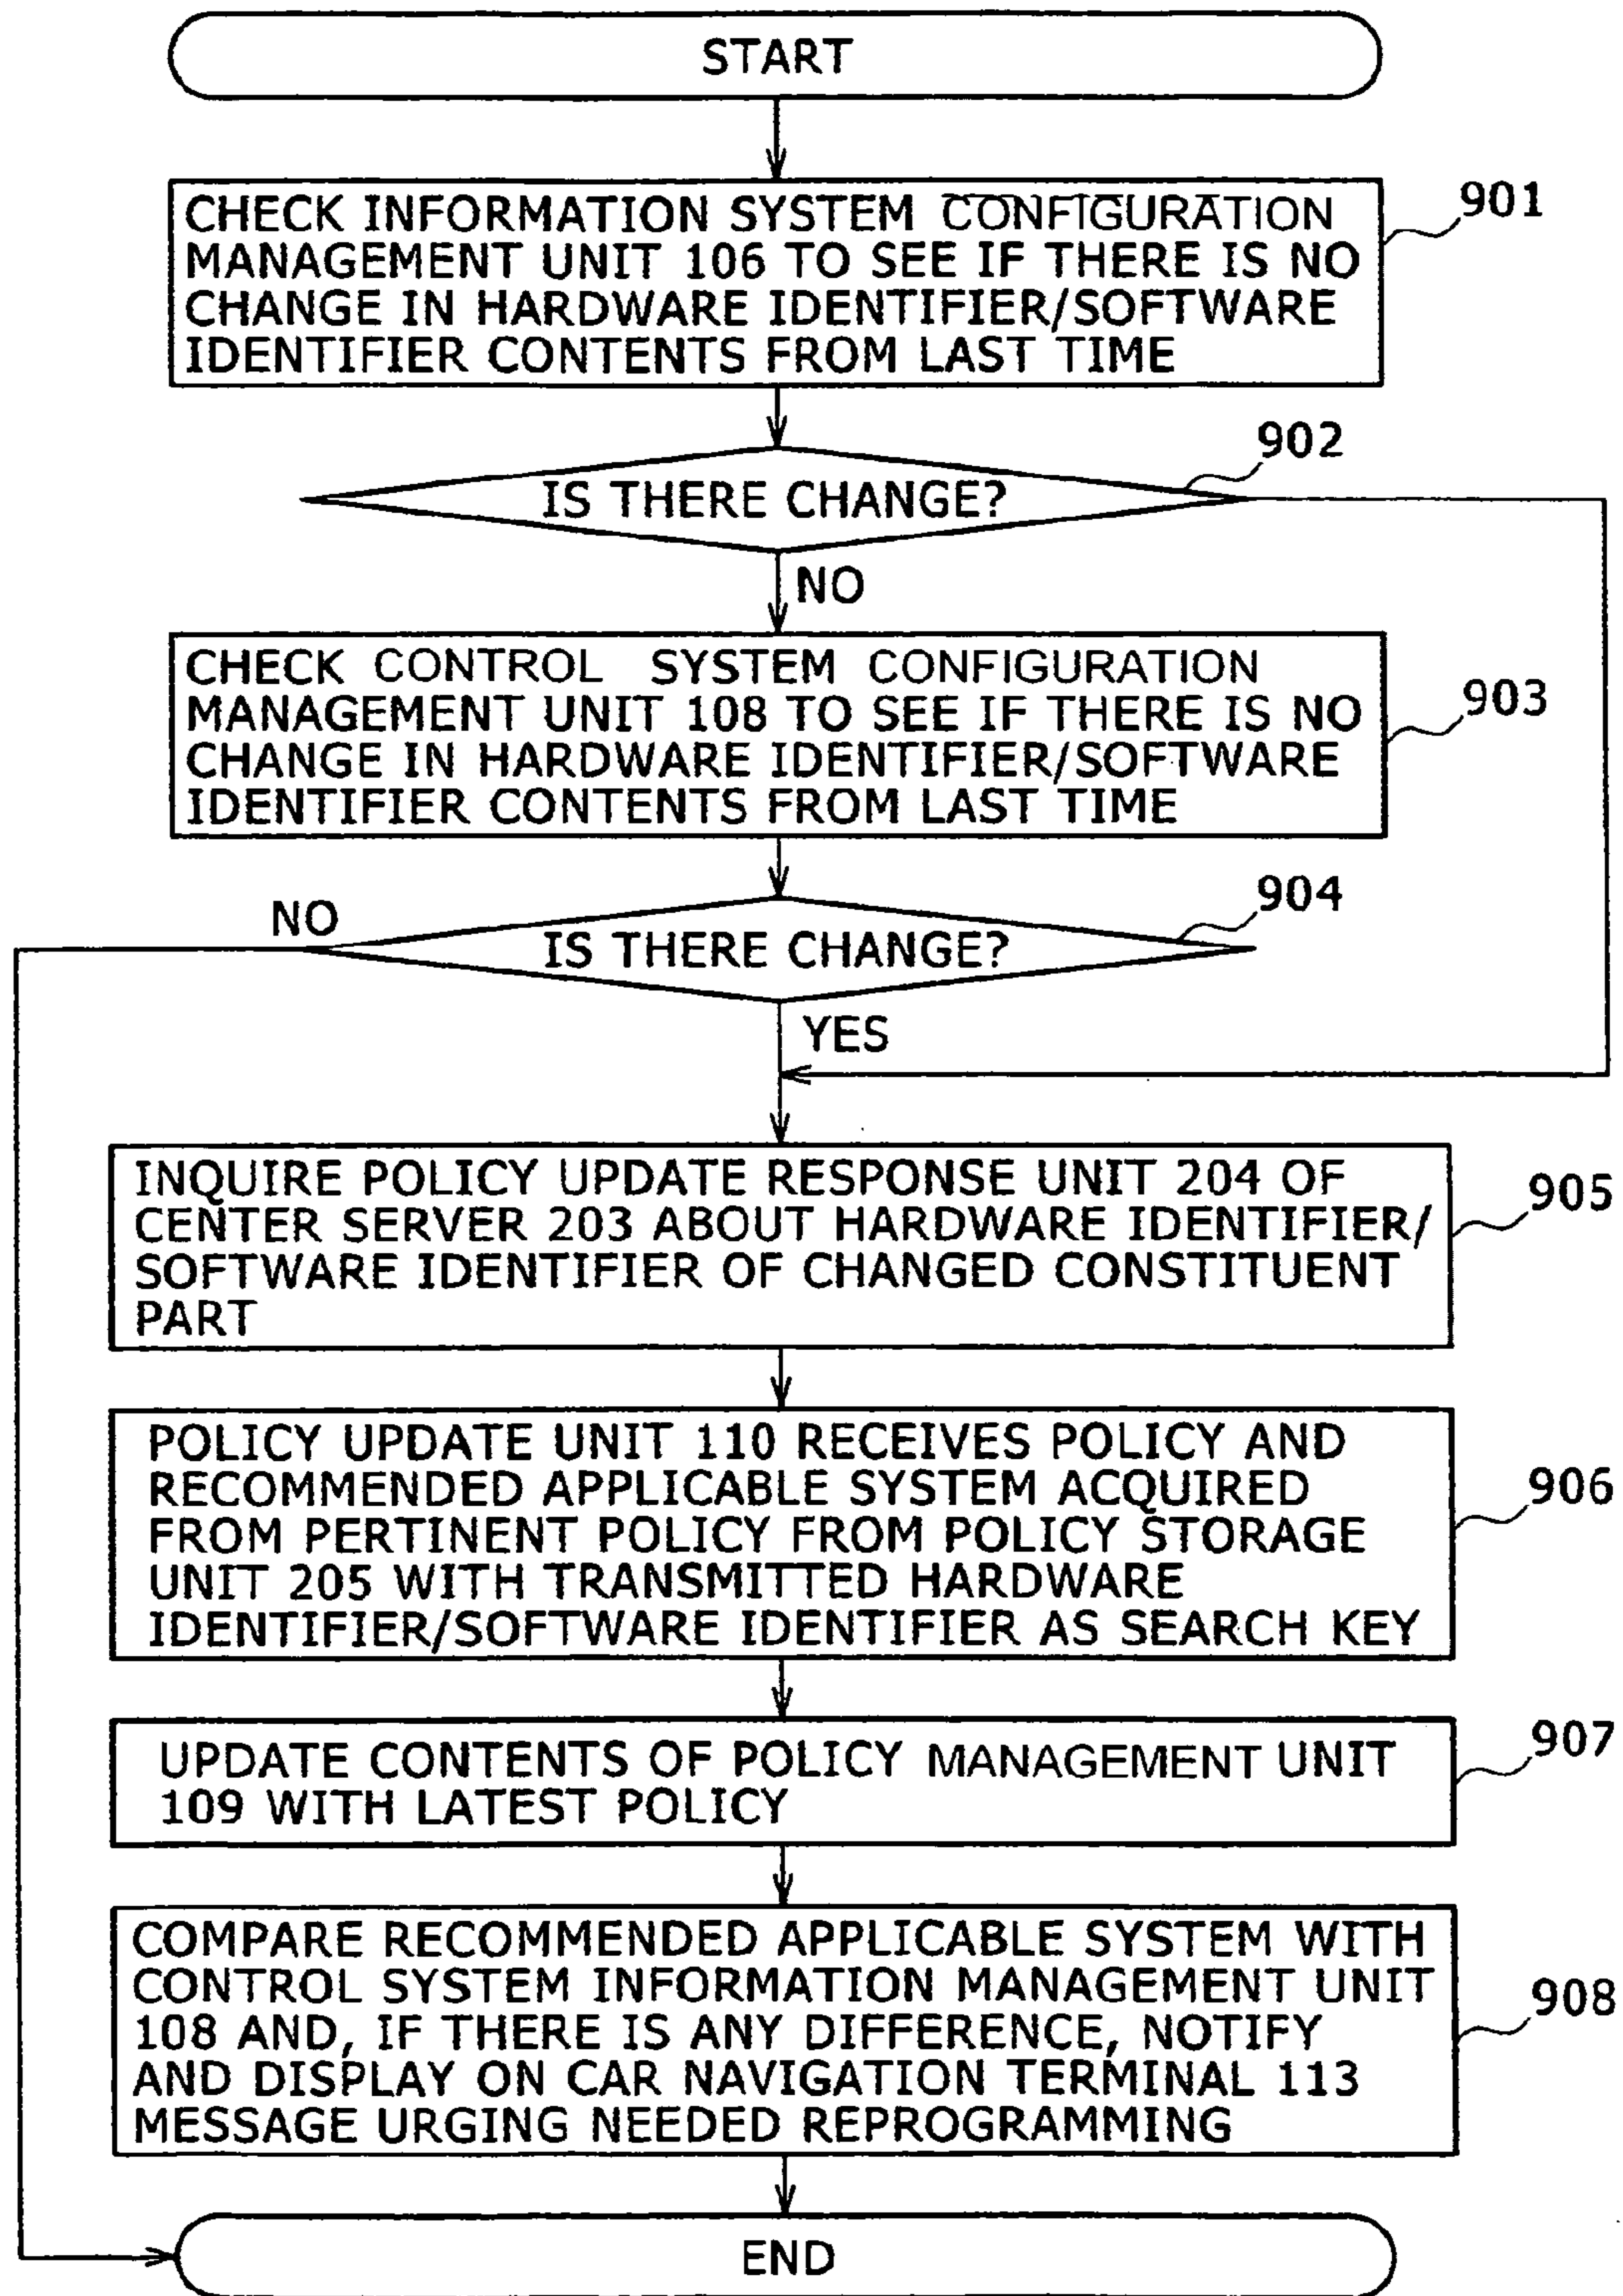 START
CHECK INFORMATION SYSTEM CONFIGURATION
MANAGEMENT UNIT 106 TO SEE IF THERE IS NO
CHANGE IN HARDWARE IDENTIFIER/SOFTWARE
IDENTIFIER CONTENTS FROM LAST TIME
901
902
IS THERE CHANGE?
NO
CHECK CONTROL SYSTEM CONFIGURATION
MANAGEMENT UNIT 108 TO SEE IF THERE IS NO
CHANGE IN HARDWARE IDENTIFIER/SOFTWARE
IDENTIFIER CONTENTS FROM LAST TIME
903
904
NO
IS THERE CHANGE?
YES
INQUIRE POLICY UPDATE RESPONSE UNIT 204 OF
CENTER SERVER 203 ABOUT HARDWARE IDENTIFIER/
SOFTWARE IDENTIFIER OF CHANGED CONSTITUENT
PART
905
POLICY UPDATE UNIT 110 RECEIVES POLICY AND
RECOMMENDED APPLICABLE SYSTEM ACQUIRED
FROM PERTINENT POLICY FROM POLICY STORAGE
UNIT 205 WITH TRANSMITTED HARDWARE
IDENTIFIER/SOFTWARE IDENTIFIER AS SEARCH KEY
906
UPDATE CONTENTS OF POLICY MANAGEMENT UNIT
109 WITH LATEST POLICY
907
COMPARE RECOMMENDED APPLICABLE SYSTEM WITH
CONTROL SYSTEM INFORMATION MANAGEMENT UNIT
108 AND, IF THERE IS ANY DIFFERENCE, NOTIFY
AND DISPLAY ON CAR NAVIGATION TERMINAL 113
MESSAGE URGING NEEDED REPROGRAMMING
908
END